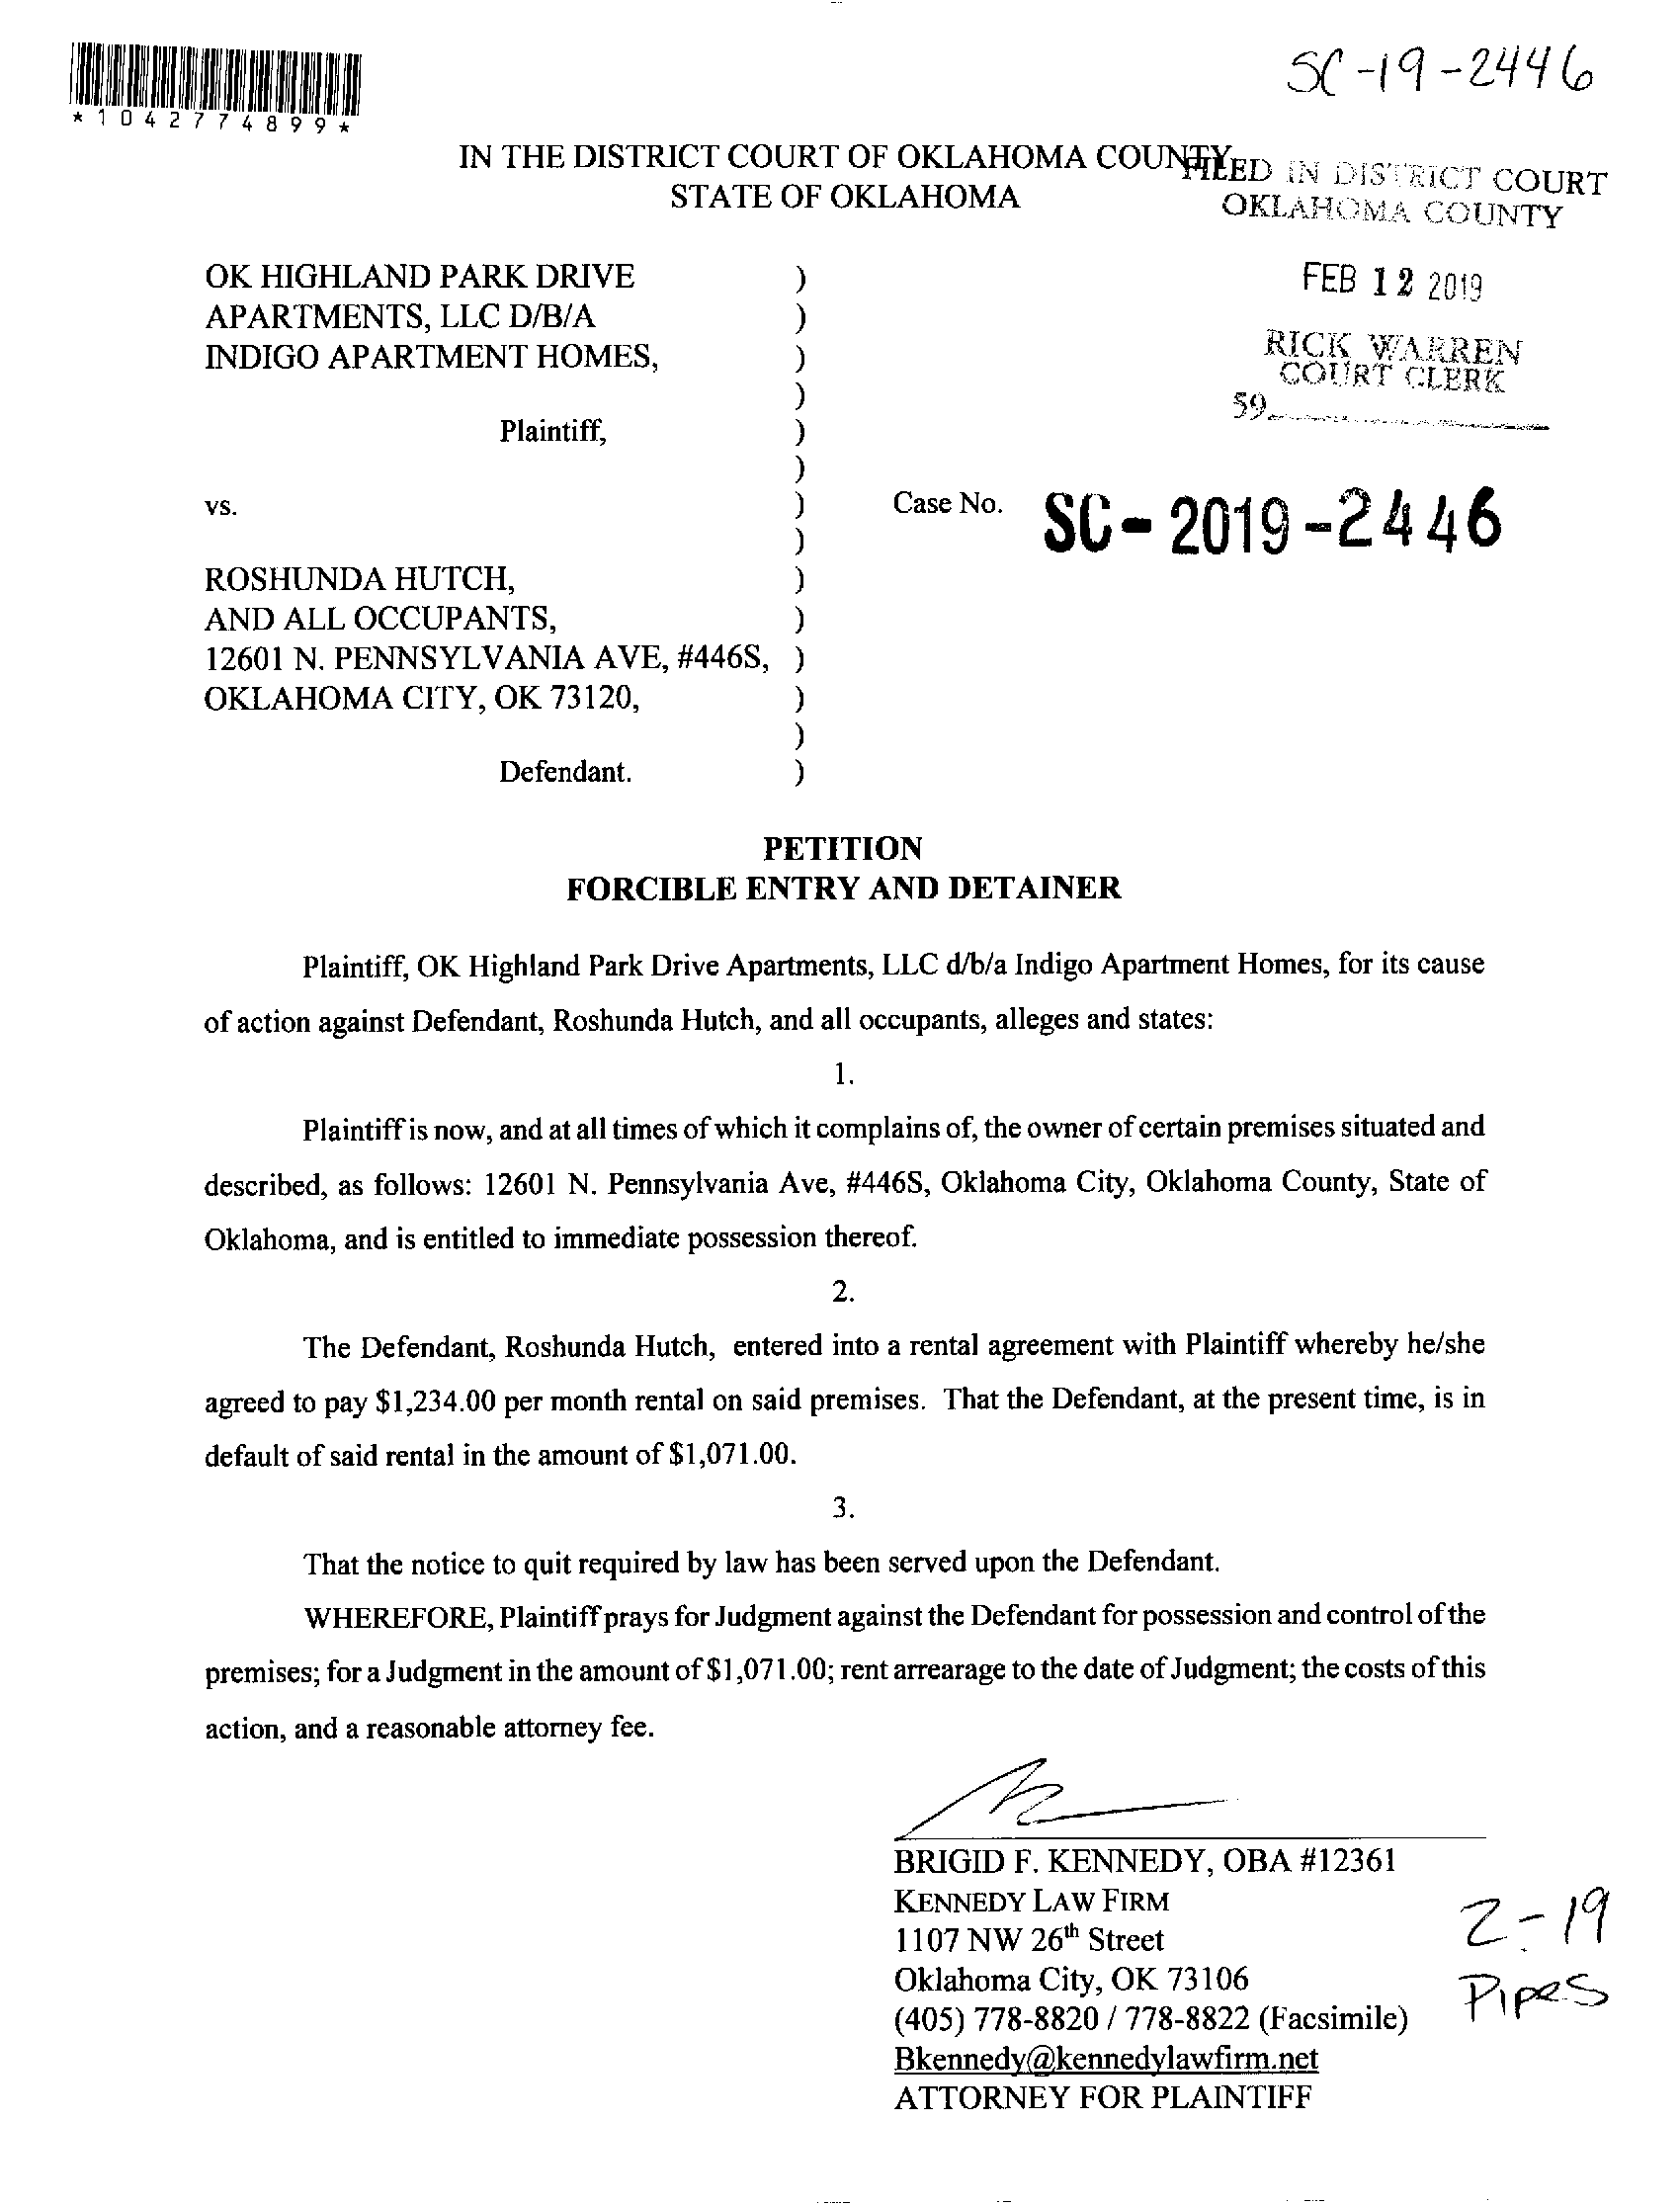 SC-19-2446
*1042774899*
IN THE DISTRICT COURT OF OKLAHOMA COUNTY
STATE OF OKLAHOMA
FILED IN DISTRICT COURT
OKLAHOMA COUNTY
FEB 12 2019
RICK WARREN
COURT CLERK
59
OK HIGHLAND PARK DRIVE )
APARTMENTS, LLC D/B/A )
INDIGO APARTMENT HOMES, )
)
Plaintiff, )
)
vs. ) Case No. SC-2019-2446
)
ROSHUNDA HUTCH, )
AND ALL OCCUPANTS, )
12601 N. PENNSYLVANIA AVE, #446S, )
OKLAHOMA CITY, OK 73120, )
)
Defendant. )
PETITION
FORCIBLE ENTRY AND DETAINER
Plaintiff, OK Highland Park Drive Apartments, LLC d/b/a Indigo Apartment Homes, for its cause
of action against Defendant, Roshunda Hutch, and all occupants, alleges and states:
1.
Plaintiff is now, and at all times of which it complains of, the owner of certain premises situated and
described, as follows: 12601 N. Pennsylvania Ave, #446S, Oklahoma City, Oklahoma County, State of
Oklahoma, and is entitled to immediate possession thereof.
2.
The Defendant, Roshunda Hutch, entered into a rental agreement with Plaintiff whereby he/she
agreed to pay $1,234.00 per month rental on said premises. That the Defendant, at the present time, is in
default of said rental in the amount of $1,071.00.
3.
That the notice to quit required by law has been served upon the Defendant.
WHEREFORE, Plaintiff prays for Judgment against the Defendant for possession and control of the
premises; for a Judgment in the amount of $1,071.00; rent arrearage to the date of Judgment; the costs of this
action, and a reasonable attorney fee.
BRIGID F. KENNEDY, OBA #12361
KENNEDY LAW FIRM
1107 NW 26th Street
Oklahoma City, OK 73106
(405) 778-8820 / 778-8822 (Facsimile)
Bkennedy@kennedylawfirm.net
ATTORNEY FOR PLAINTIFF
2-19
Pipes